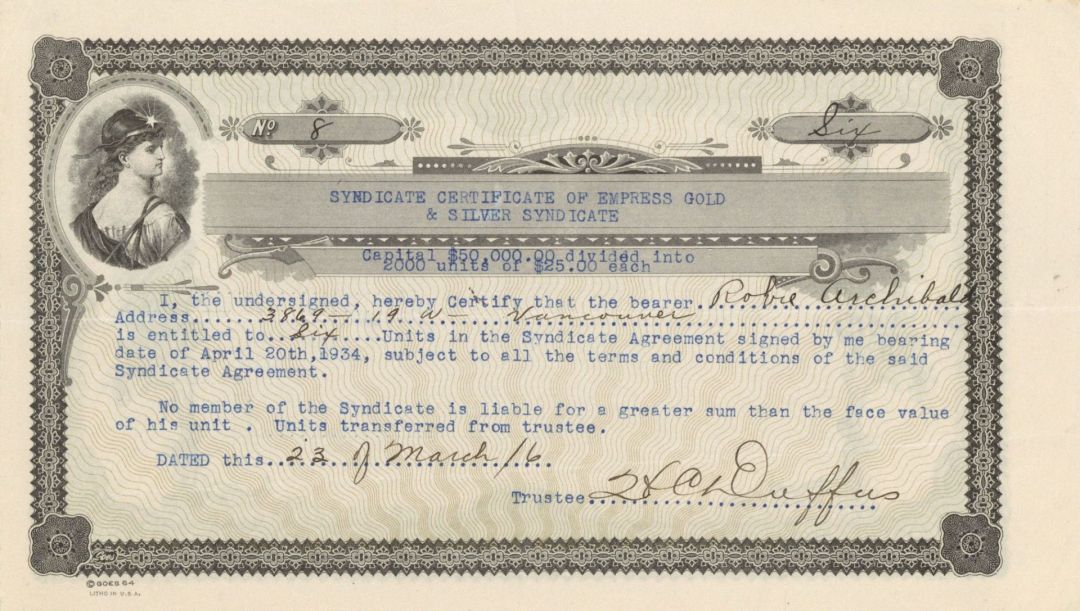 No 8 Six
SYNDICATE CERTIFICATE OF EMPRESS GOLD
& SILVER SYNDICATE
Capital $50,000.00 divided into
2000 units of $25.00 each
I, the undersigned, hereby Certify that the bearer..Robie Archibald
Address......3869 - 19 W - Vancouver
is entitled to..Six....Units in the Syndicate Agreement signed by me bearing
date of April 20th,1934, subject to all the terms and conditions of the said
Syndicate Agreement.
No member of the Syndicate is liable for a greater sum than the face value
of his unit . Units transferred from trustee.
DATED this..23 of March/6..
Trustee...Duffus
© GOES 64
LITHO IN U.S.A.